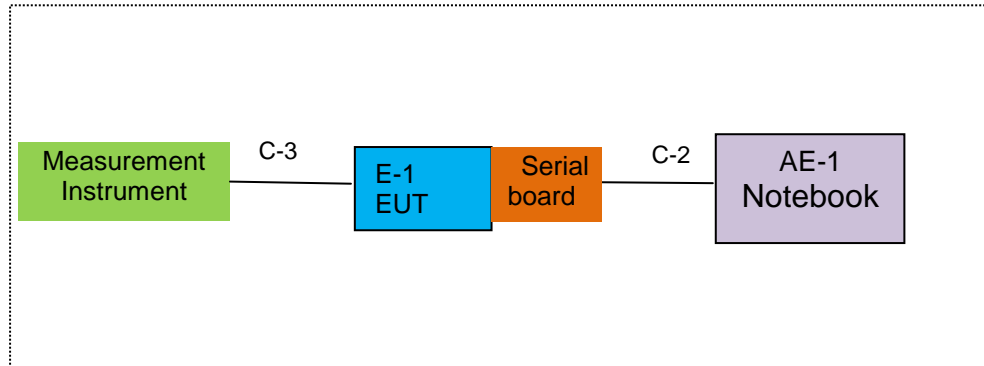 Measurement
Instrument
C-3
E-1
EUT
Serial
board
C-2
AE-1
Notebook